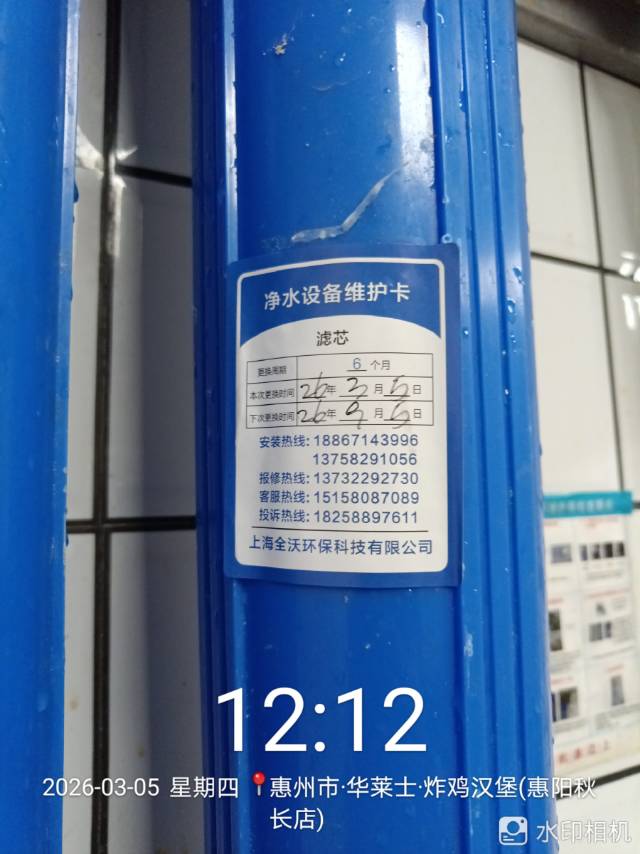 净水设备维护卡
滤芯
更换周期 6 个月
本次更换时间 26年 3月 5日
下次更换时间 26年 9月 5日
安装热线: 18867143996
13758291056
报修热线: 13732292730
客服热线: 15158087089
投诉热线: 18258897611
上海全沃环保科技有限公司
12:12
2026-03-05 星期四 惠州市·华莱士·炸鸡汉堡(惠阳秋
长店)
水印相机